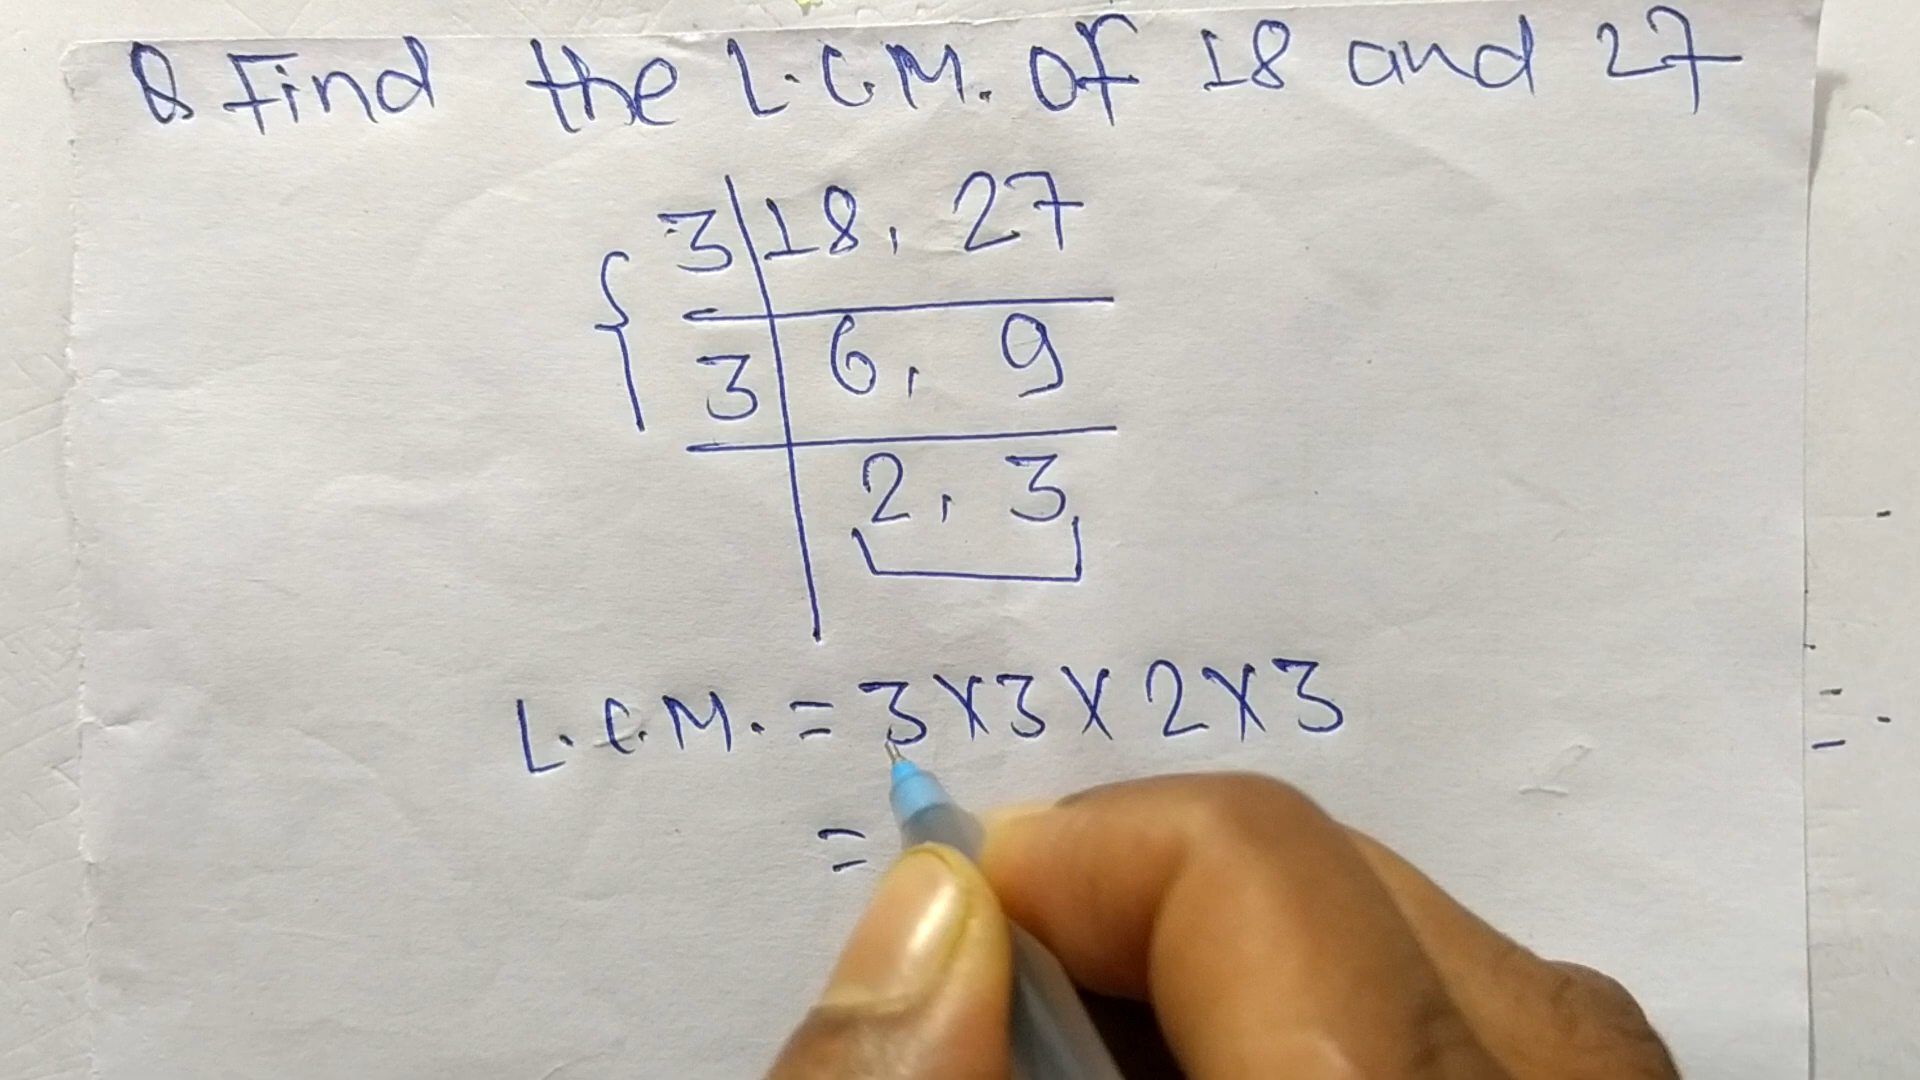 Q Find the L.C.M. of 18 and 27
3 18, 27
3 6, 9
2, 3
L.C.M. = 3×3×2×3
=